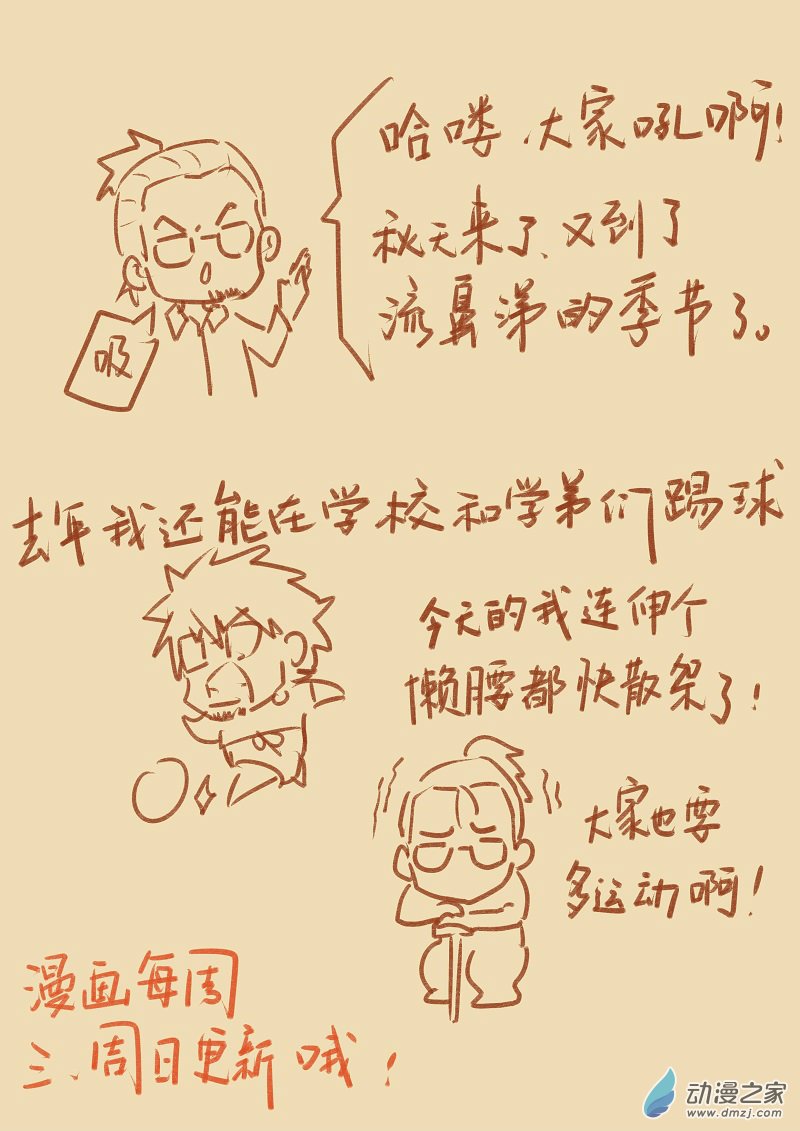 哈喽、大家吼啊!
秋天来了、又到了
流鼻涕的季节了。
吸
去年我还能在学校和学弟们踢球
今天的我连伸个
懒腰都快散架了!
大家也要
多运动啊!
漫画每周
三、周日更新哦!
动漫之家
www.dmzj.com